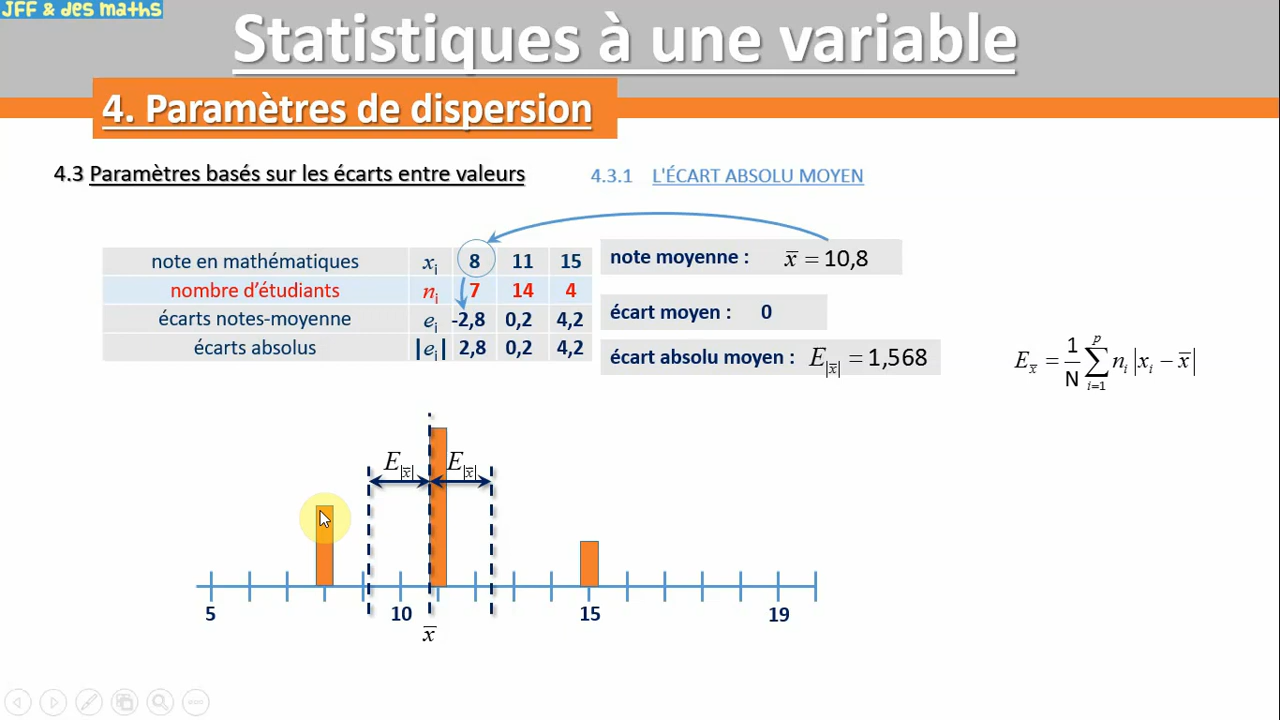 JFF & des maths
Statistiques à une variable
4. Paramètres de dispersion
4.3 Paramètres basés sur les écarts entre valeurs
4.3.1 L'ÉCART ABSOLU MOYEN
note en mathématiques xi 8 11 15
nombre d'étudiants ni 7 14 4
écarts notes-moyenne ei -2,8 0,2 4,2
écarts absolus |ei| 2,8 0,2 4,2
note moyenne : x̅ = 10,8
écart moyen : 0
écart absolu moyen : E|x̅| = 1,568
Ex̅ = 1/N ∑ i=1 p ni |xi − x̅|
E|x̅| E|x̅|
5 10 15 19
x̅